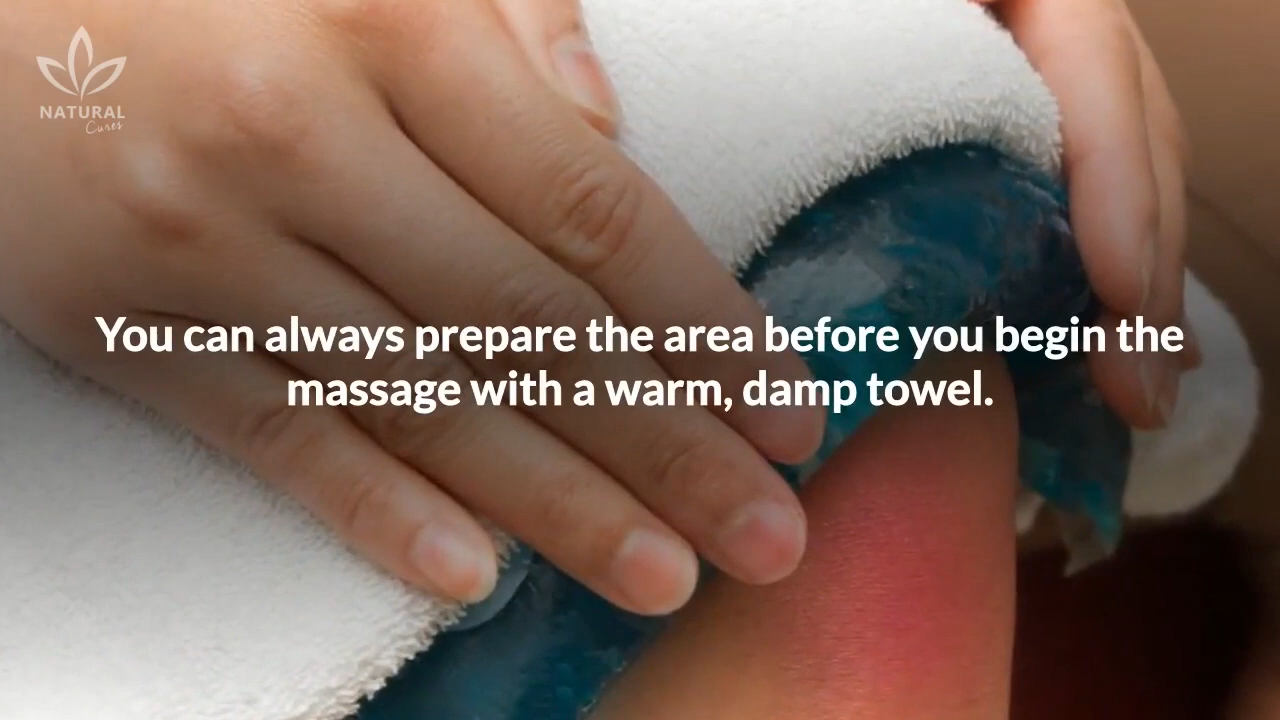 NATURAL
Cures
You can always prepare the area before you begin the
massage with a warm, damp towel.